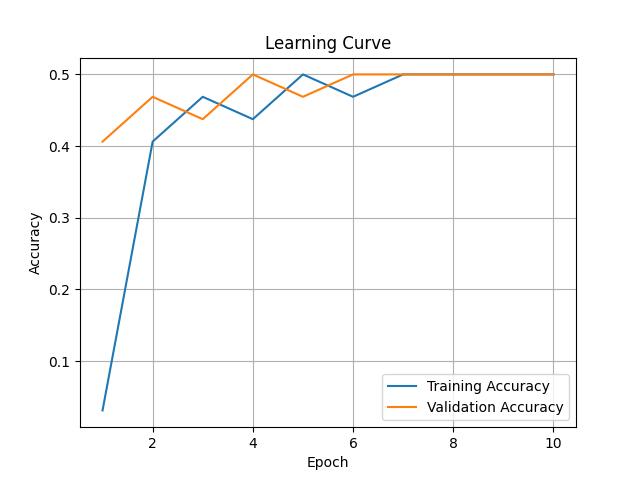 Learning Curve
0.5
0.4
0.3
0.2
0.1
Accuracy
Training Accuracy
Validation Accuracy
2 4 6 8 10
Epoch